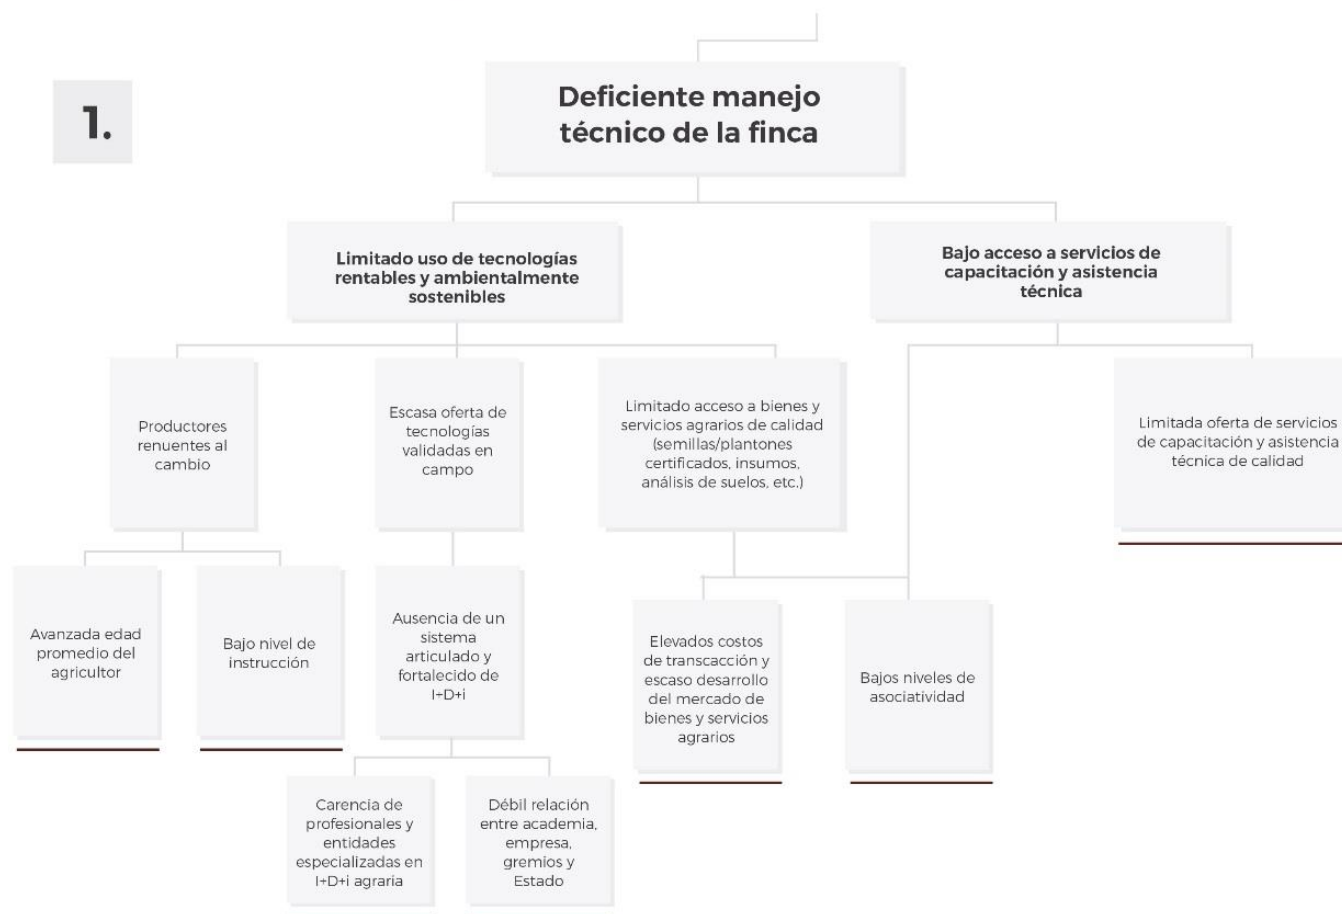 1.
Deficiente manejo
técnico de la finca
Limitado uso de tecnologías
rentables y ambientalmente
sostenibles
Bajo acceso a servicios de
capacitación y asistencia
técnica
Productores
renuentes al
cambio
Escasa oferta de
tecnologías
validadas en
campo
Limitado acceso a bienes y
servicios agrarios de calidad
(semillas/plantones
certificados, insumos,
análisis de suelos, etc.)
Limitada oferta de servicios
de capacitación y asistencia
técnica de calidad
Avanzada edad
promedio del
agricultor
Bajo nivel de
instrucción
Ausencia de un
sistema
articulado y
fortalecido de
I+D+i
Elevados costos
de transcacción y
escaso desarrollo
del mercado de
bienes y servicios
agrarios
Bajos niveles de
asociatividad
Carencia de
profesionales y
entidades
especializadas en
I+D+i agraria
Débil relación
entre academia,
empresa,
gremios y
Estado